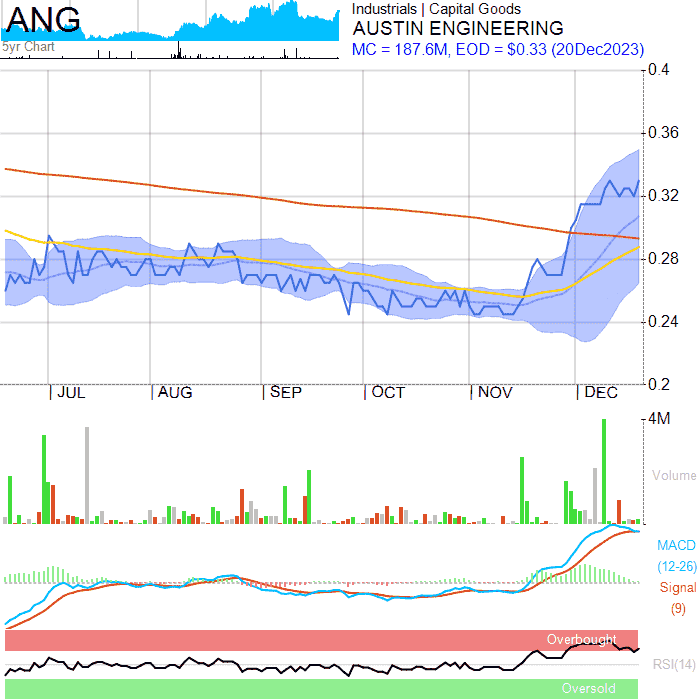 ANG
5yr Chart
Industrials | Capital Goods
AUSTIN ENGINEERING
MC = 187.6M, EOD = $0.33 (20Dec2023)
0.4
0.36
0.32
0.28
0.24
0.2
JUL AUG SEP OCT NOV DEC
4M
Volume
MACD
(12-26)
Signal
(9)
Overbought
RSI(14)
Oversold